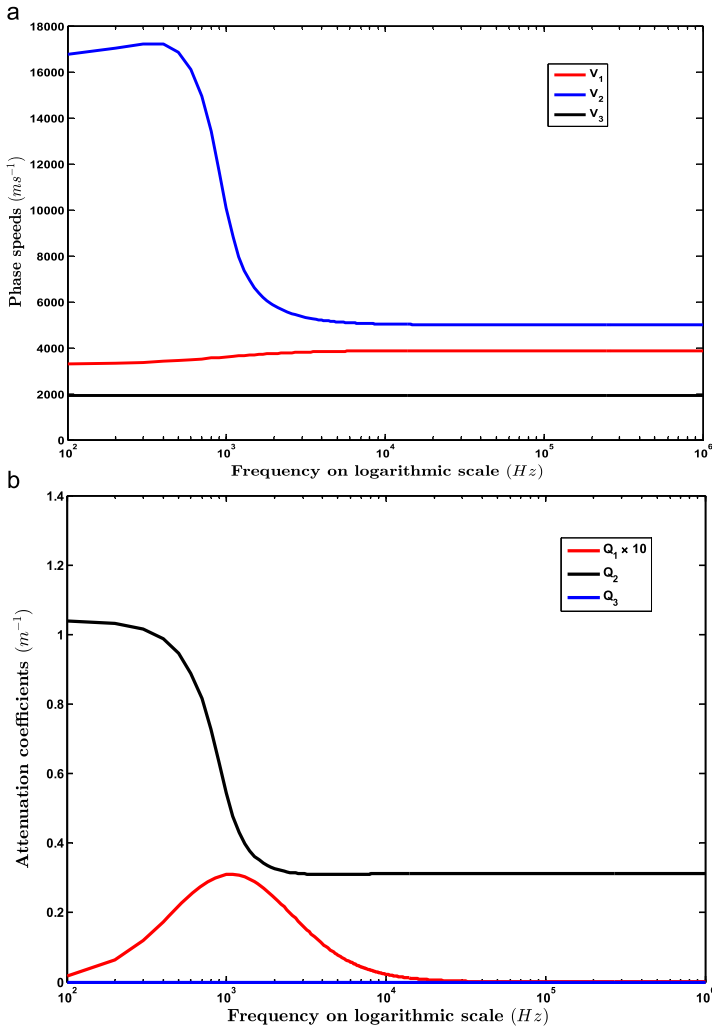 a
18000
16000
14000
12000
10000
8000
6000
4000
2000
0
Phase speeds (ms⁻¹)
V₁
V₂
V₃
10² 10³ 10⁴ 10⁵ 10⁶
Frequency on logarithmic scale (Hz)
b
1.4
1.2
1
0.8
0.6
0.4
0.2
0
Attenuation coefficients (m⁻¹)
Q₁ × 10
Q₂
Q₃
10² 10³ 10⁴ 10⁵ 10⁶
Frequency on logarithmic scale (Hz)